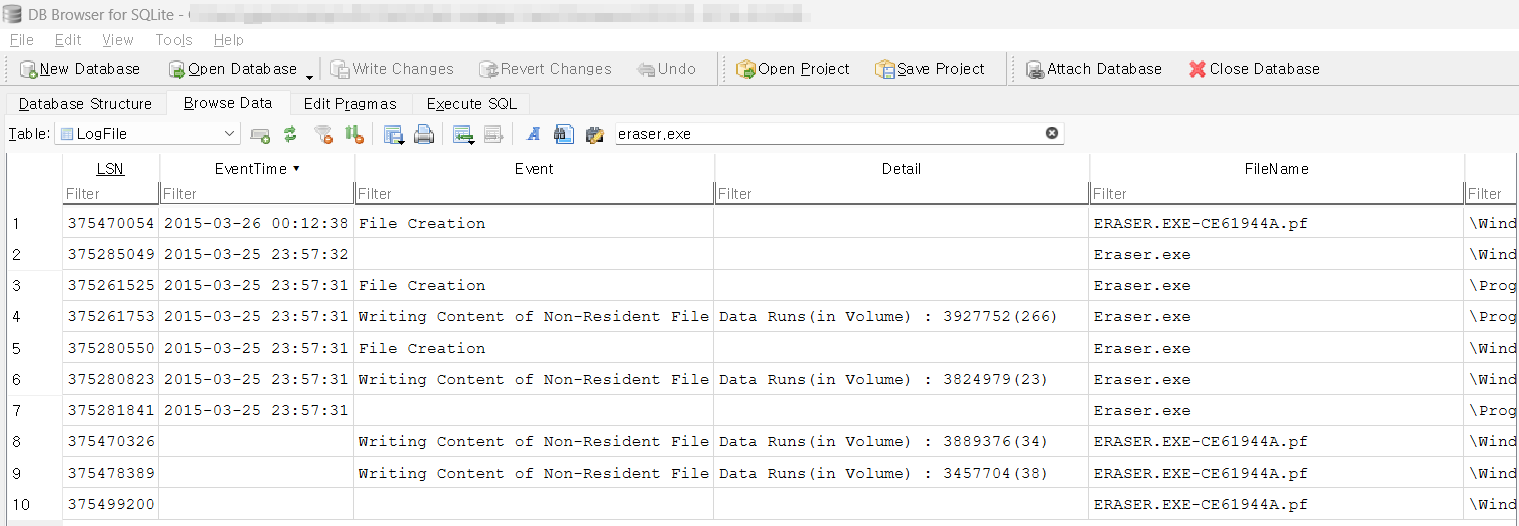 DB Browser for SQLite -
File Edit View Tools Help
New Database Open Database Write Changes Revert Changes Undo Open Project Save Project Attach Database Close Database
Database Structure Browse Data Edit Pragmas Execute SQL
Table: LogFile eraser.exe
LSN EventTime Event Detail FileName
Filter Filter Filter Filter Filter Filter
1 375470054 2015-03-26 00:12:38 File Creation ERASER.EXE-CE61944A.pf \Wind
2 375285049 2015-03-25 23:57:32 Eraser.exe \Wind
3 375261525 2015-03-25 23:57:31 File Creation Eraser.exe \Prog
4 375261753 2015-03-25 23:57:31 Writing Content of Non-Resident File Data Runs(in Volume) : 3927752(266) Eraser.exe \Prog
5 375280550 2015-03-25 23:57:31 File Creation Eraser.exe \Wind
6 375280823 2015-03-25 23:57:31 Writing Content of Non-Resident File Data Runs(in Volume) : 3824979(23) Eraser.exe \Wind
7 375281841 2015-03-25 23:57:31 Eraser.exe \Prog
8 375470326 Writing Content of Non-Resident File Data Runs(in Volume) : 3889376(34) ERASER.EXE-CE61944A.pf \Wind
9 375478389 Writing Content of Non-Resident File Data Runs(in Volume) : 3457704(38) ERASER.EXE-CE61944A.pf \Wind
10 375499200 ERASER.EXE-CE61944A.pf \Wind